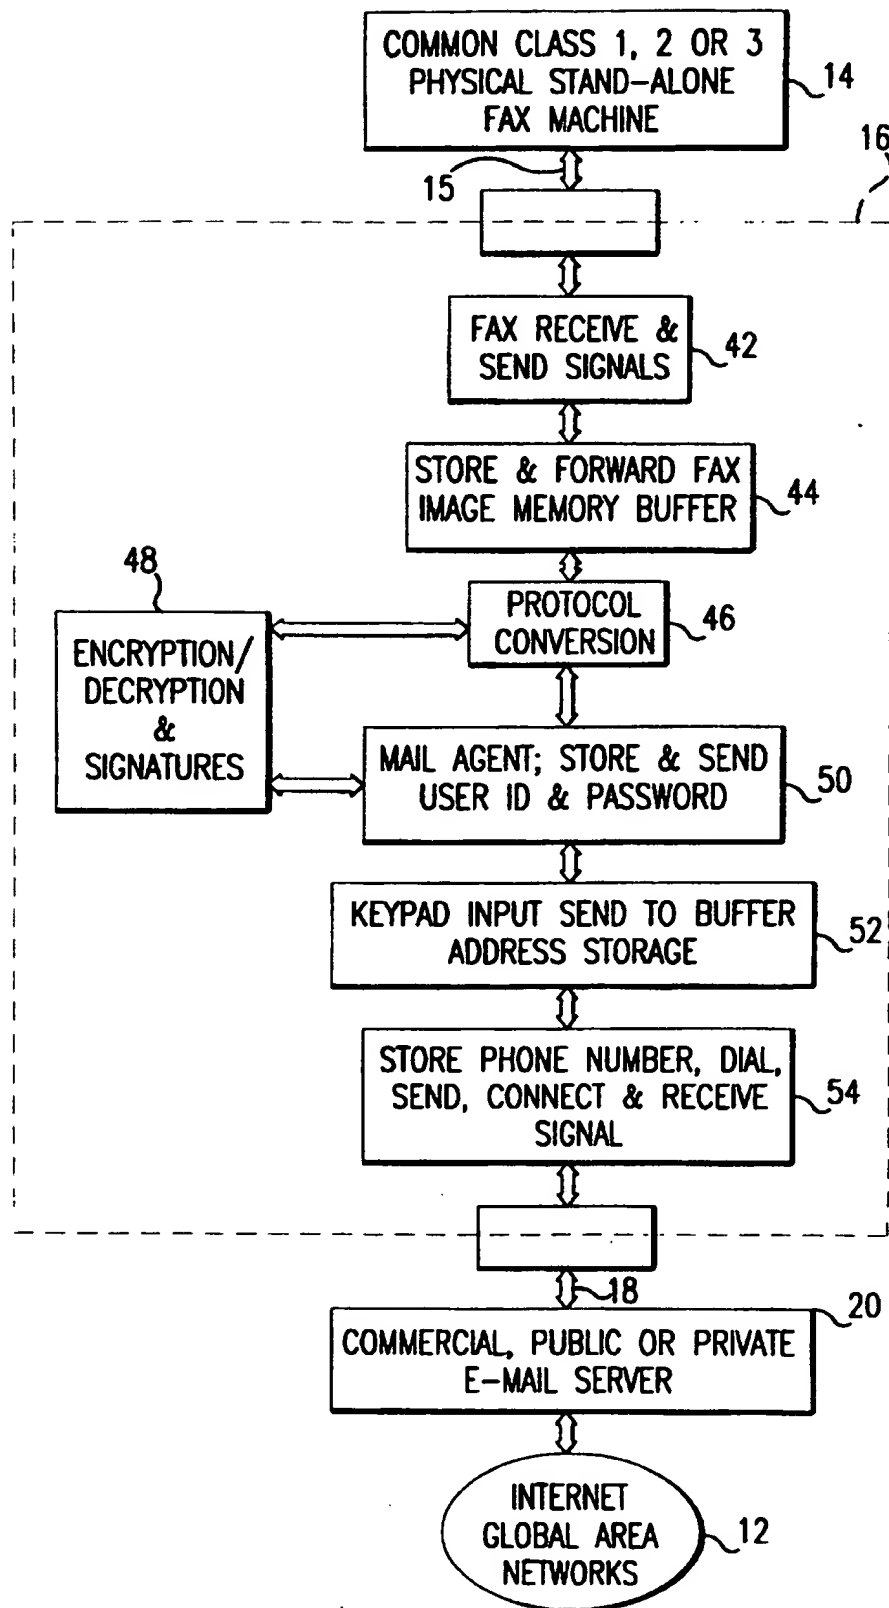 COMMON CLASS 1, 2 OR 3
PHYSICAL STAND-ALONE
FAX MACHINE
14
16
15
FAX RECEIVE &
SEND SIGNALS
42
STORE & FORWARD FAX
IMAGE MEMORY BUFFER
44
48
PROTOCOL
CONVERSION
46
ENCRYPTION/
DECRYPTION
&
SIGNATURES
MAIL AGENT; STORE & SEND
USER ID & PASSWORD
50
KEYPAD INPUT SEND TO BUFFER
ADDRESS STORAGE
52
STORE PHONE NUMBER, DIAL,
SEND, CONNECT & RECEIVE
SIGNAL
54
18
20
COMMERCIAL, PUBLIC OR PRIVATE
E-MAIL SERVER
INTERNET
GLOBAL AREA
NETWORKS
12